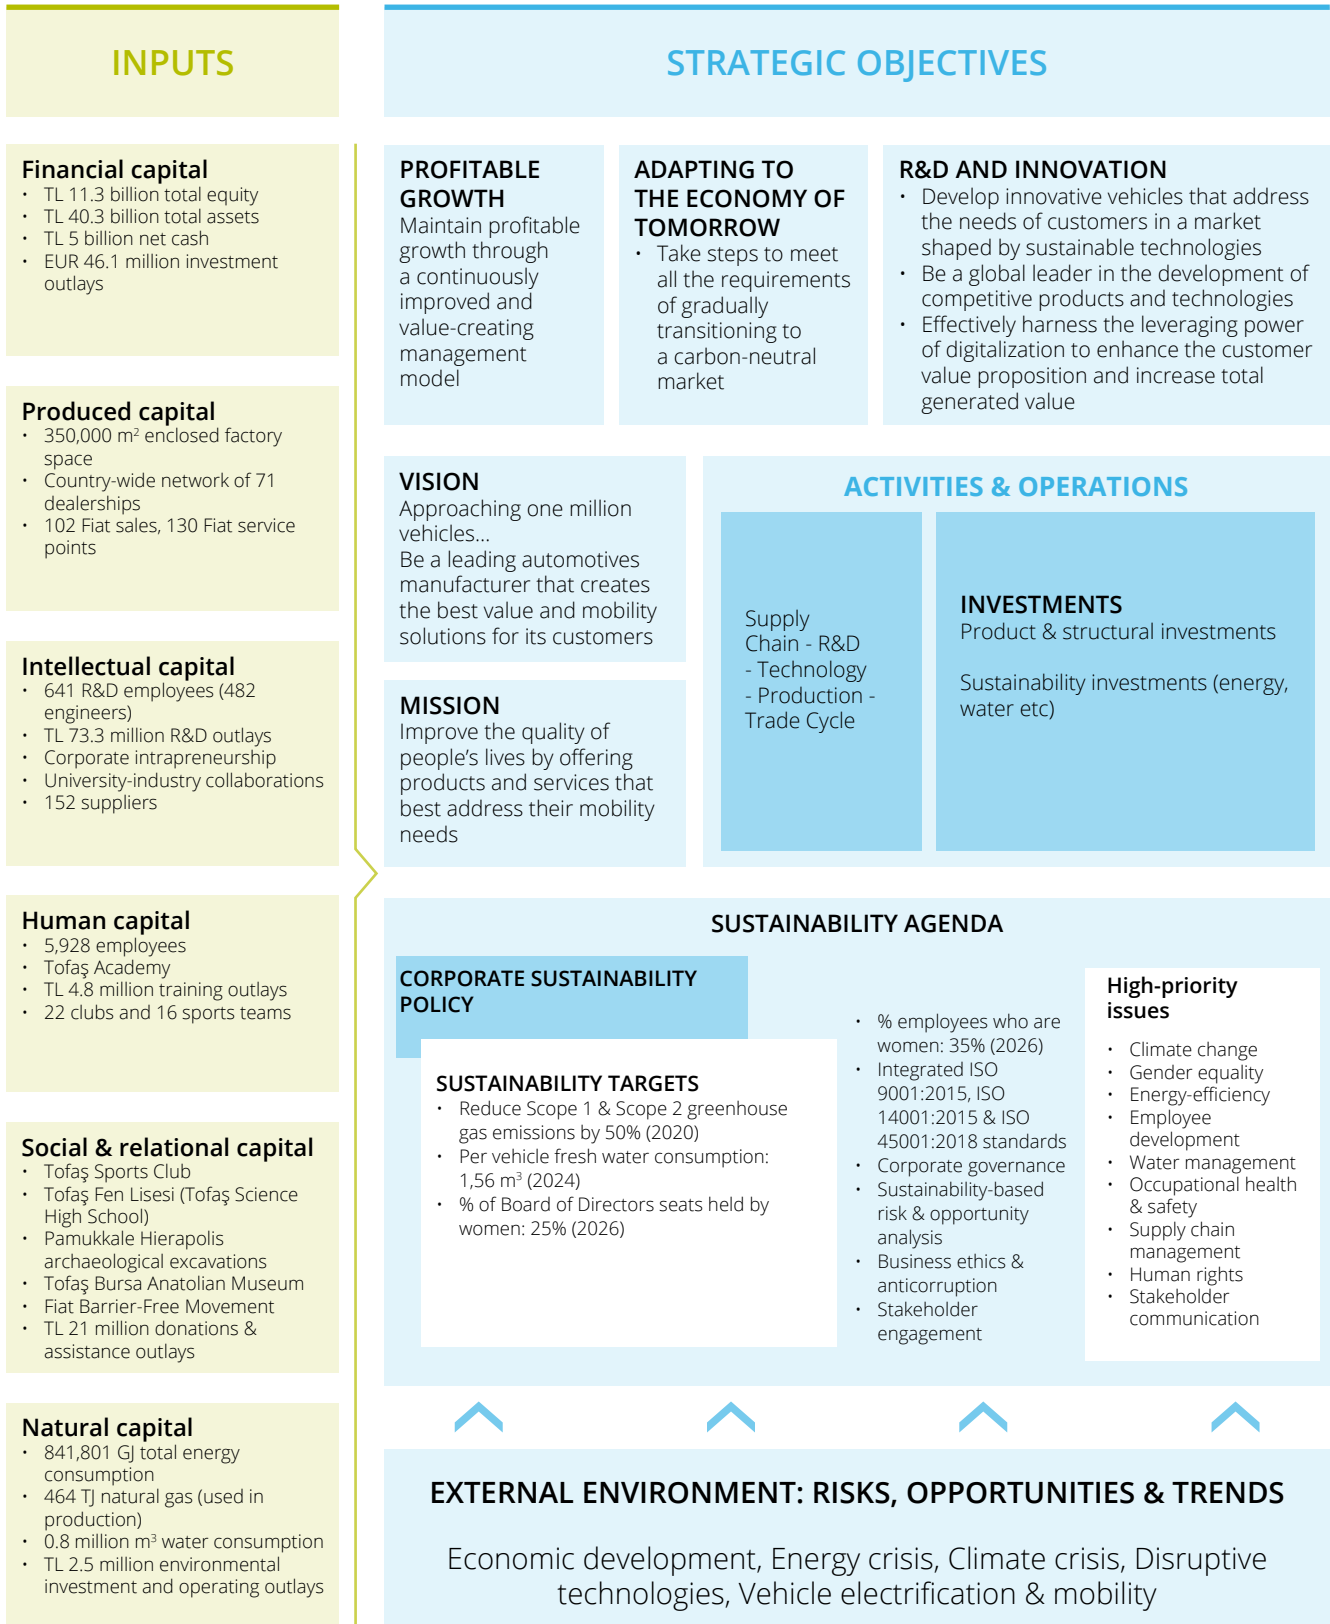 INPUTS
Financial capital
• TL 11.3 billion total equity
• TL 40.3 billion total assets
• TL 5 billion net cash
• EUR 46.1 million investment
outlays
Produced capital
• 350,000 m² enclosed factory
space
• Country-wide network of 71
dealerships
• 102 Fiat sales, 130 Fiat service
points
Intellectual capital
• 641 R&D employees (482
engineers)
• TL 73.3 million R&D outlays
• Corporate intrapreneurship
• University-industry collaborations
• 152 suppliers
Human capital
• 5,928 employees
• Tofaş Academy
• TL 4.8 million training outlays
• 22 clubs and 16 sports teams
Social & relational capital
• Tofaş Sports Club
• Tofaş Fen Lisesi (Tofaş Science
High School)
• Pamukkale Hierapolis
archaeological excavations
• Tofaş Bursa Anatolian Museum
• Fiat Barrier-Free Movement
• TL 21 million donations &
assistance outlays
Natural capital
• 841,801 GJ total energy
consumption
• 464 TJ natural gas (used in
production)
• 0.8 million m³ water consumption
• TL 2.5 million environmental
investment and operating outlays
STRATEGIC OBJECTIVES
PROFITABLE
GROWTH
Maintain profitable
growth through
a continuously
improved and
value-creating
management
model
ADAPTING TO
THE ECONOMY OF
TOMORROW
• Take steps to meet
all the requirements
of gradually
transitioning to
a carbon-neutral
market
R&D AND INNOVATION
• Develop innovative vehicles that address
the needs of customers in a market
shaped by sustainable technologies
• Be a global leader in the development of
competitive products and technologies
• Effectively harness the leveraging power
of digitalization to enhance the customer
value proposition and increase total
generated value
VISION
Approaching one million
vehicles...
Be a leading automotives
manufacturer that creates
the best value and mobility
solutions for its customers
MISSION
Improve the quality of
people's lives by offering
products and services that
best address their mobility
needs
ACTIVITIES & OPERATIONS
Supply
Chain - R&D
- Technology
- Production -
Trade Cycle
INVESTMENTS
Product & structural investments
Sustainability investments (energy,
water etc)
SUSTAINABILITY AGENDA
CORPORATE SUSTAINABILITY
POLICY
SUSTAINABILITY TARGETS
• Reduce Scope 1 & Scope 2 greenhouse
gas emissions by 50% (2020)
• Per vehicle fresh water consumption:
1,56 m³ (2024)
• % of Board of Directors seats held by
women: 25% (2026)
• % employees who are
women: 35% (2026)
• Integrated ISO
9001:2015, ISO
14001:2015 & ISO
45001:2018 standards
• Corporate governance
• Sustainability-based
risk & opportunity
analysis
• Business ethics &
anticorruption
• Stakeholder
engagement
High-priority
issues
• Climate change
• Gender equality
• Energy-efficiency
• Employee
development
• Water management
• Occupational health
& safety
• Supply chain
management
• Human rights
• Stakeholder
communication
EXTERNAL ENVIRONMENT: RISKS, OPPORTUNITIES & TRENDS
Economic development, Energy crisis, Climate crisis, Disruptive
technologies, Vehicle electrification & mobility